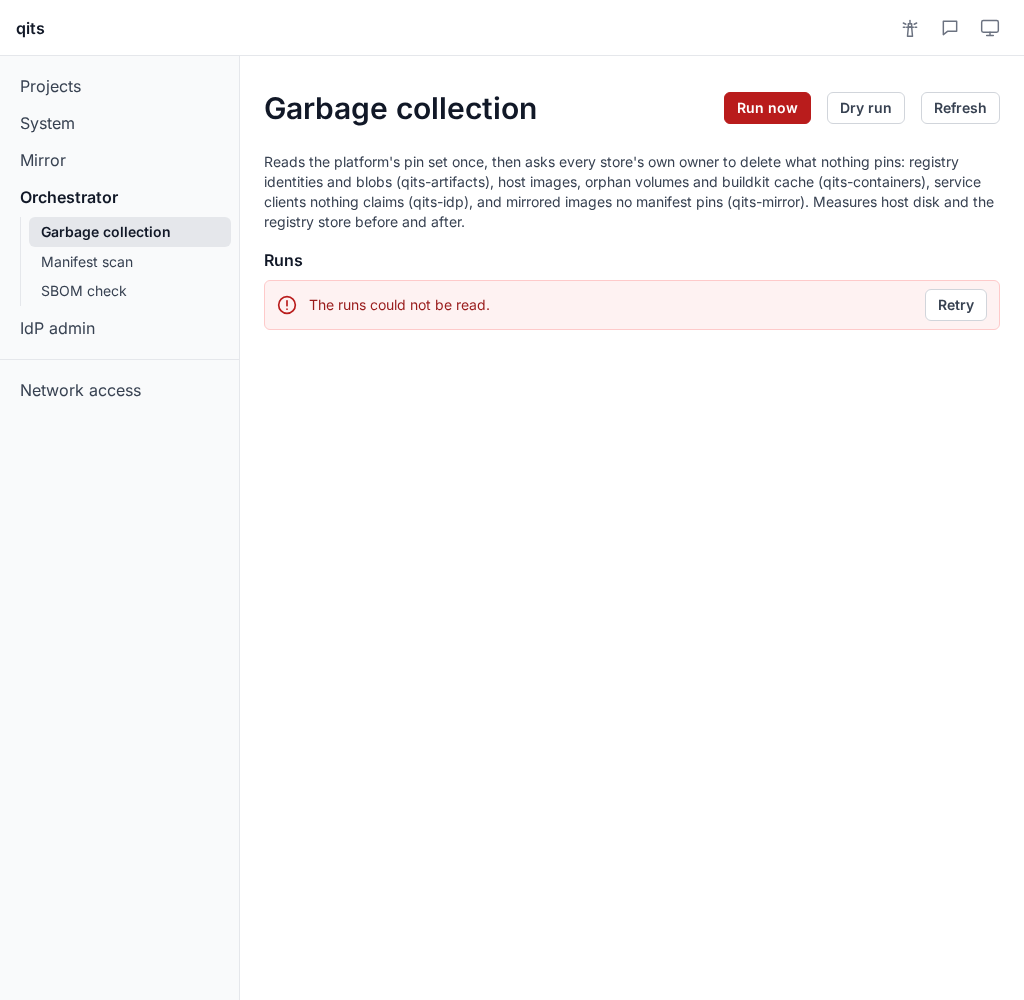 qits
Projects
System
Mirror
Orchestrator
Garbage collection
Manifest scan
SBOM check
IdP admin
Network access
Garbage collection
Run now
Dry run
Refresh
Reads the platform's pin set once, then asks every store's own owner to delete what nothing pins: registry
identities and blobs (qits-artifacts), host images, orphan volumes and buildkit cache (qits-containers), service
clients nothing claims (qits-idp), and mirrored images no manifest pins (qits-mirror). Measures host disk and the
registry store before and after.
Runs
The runs could not be read.
Retry